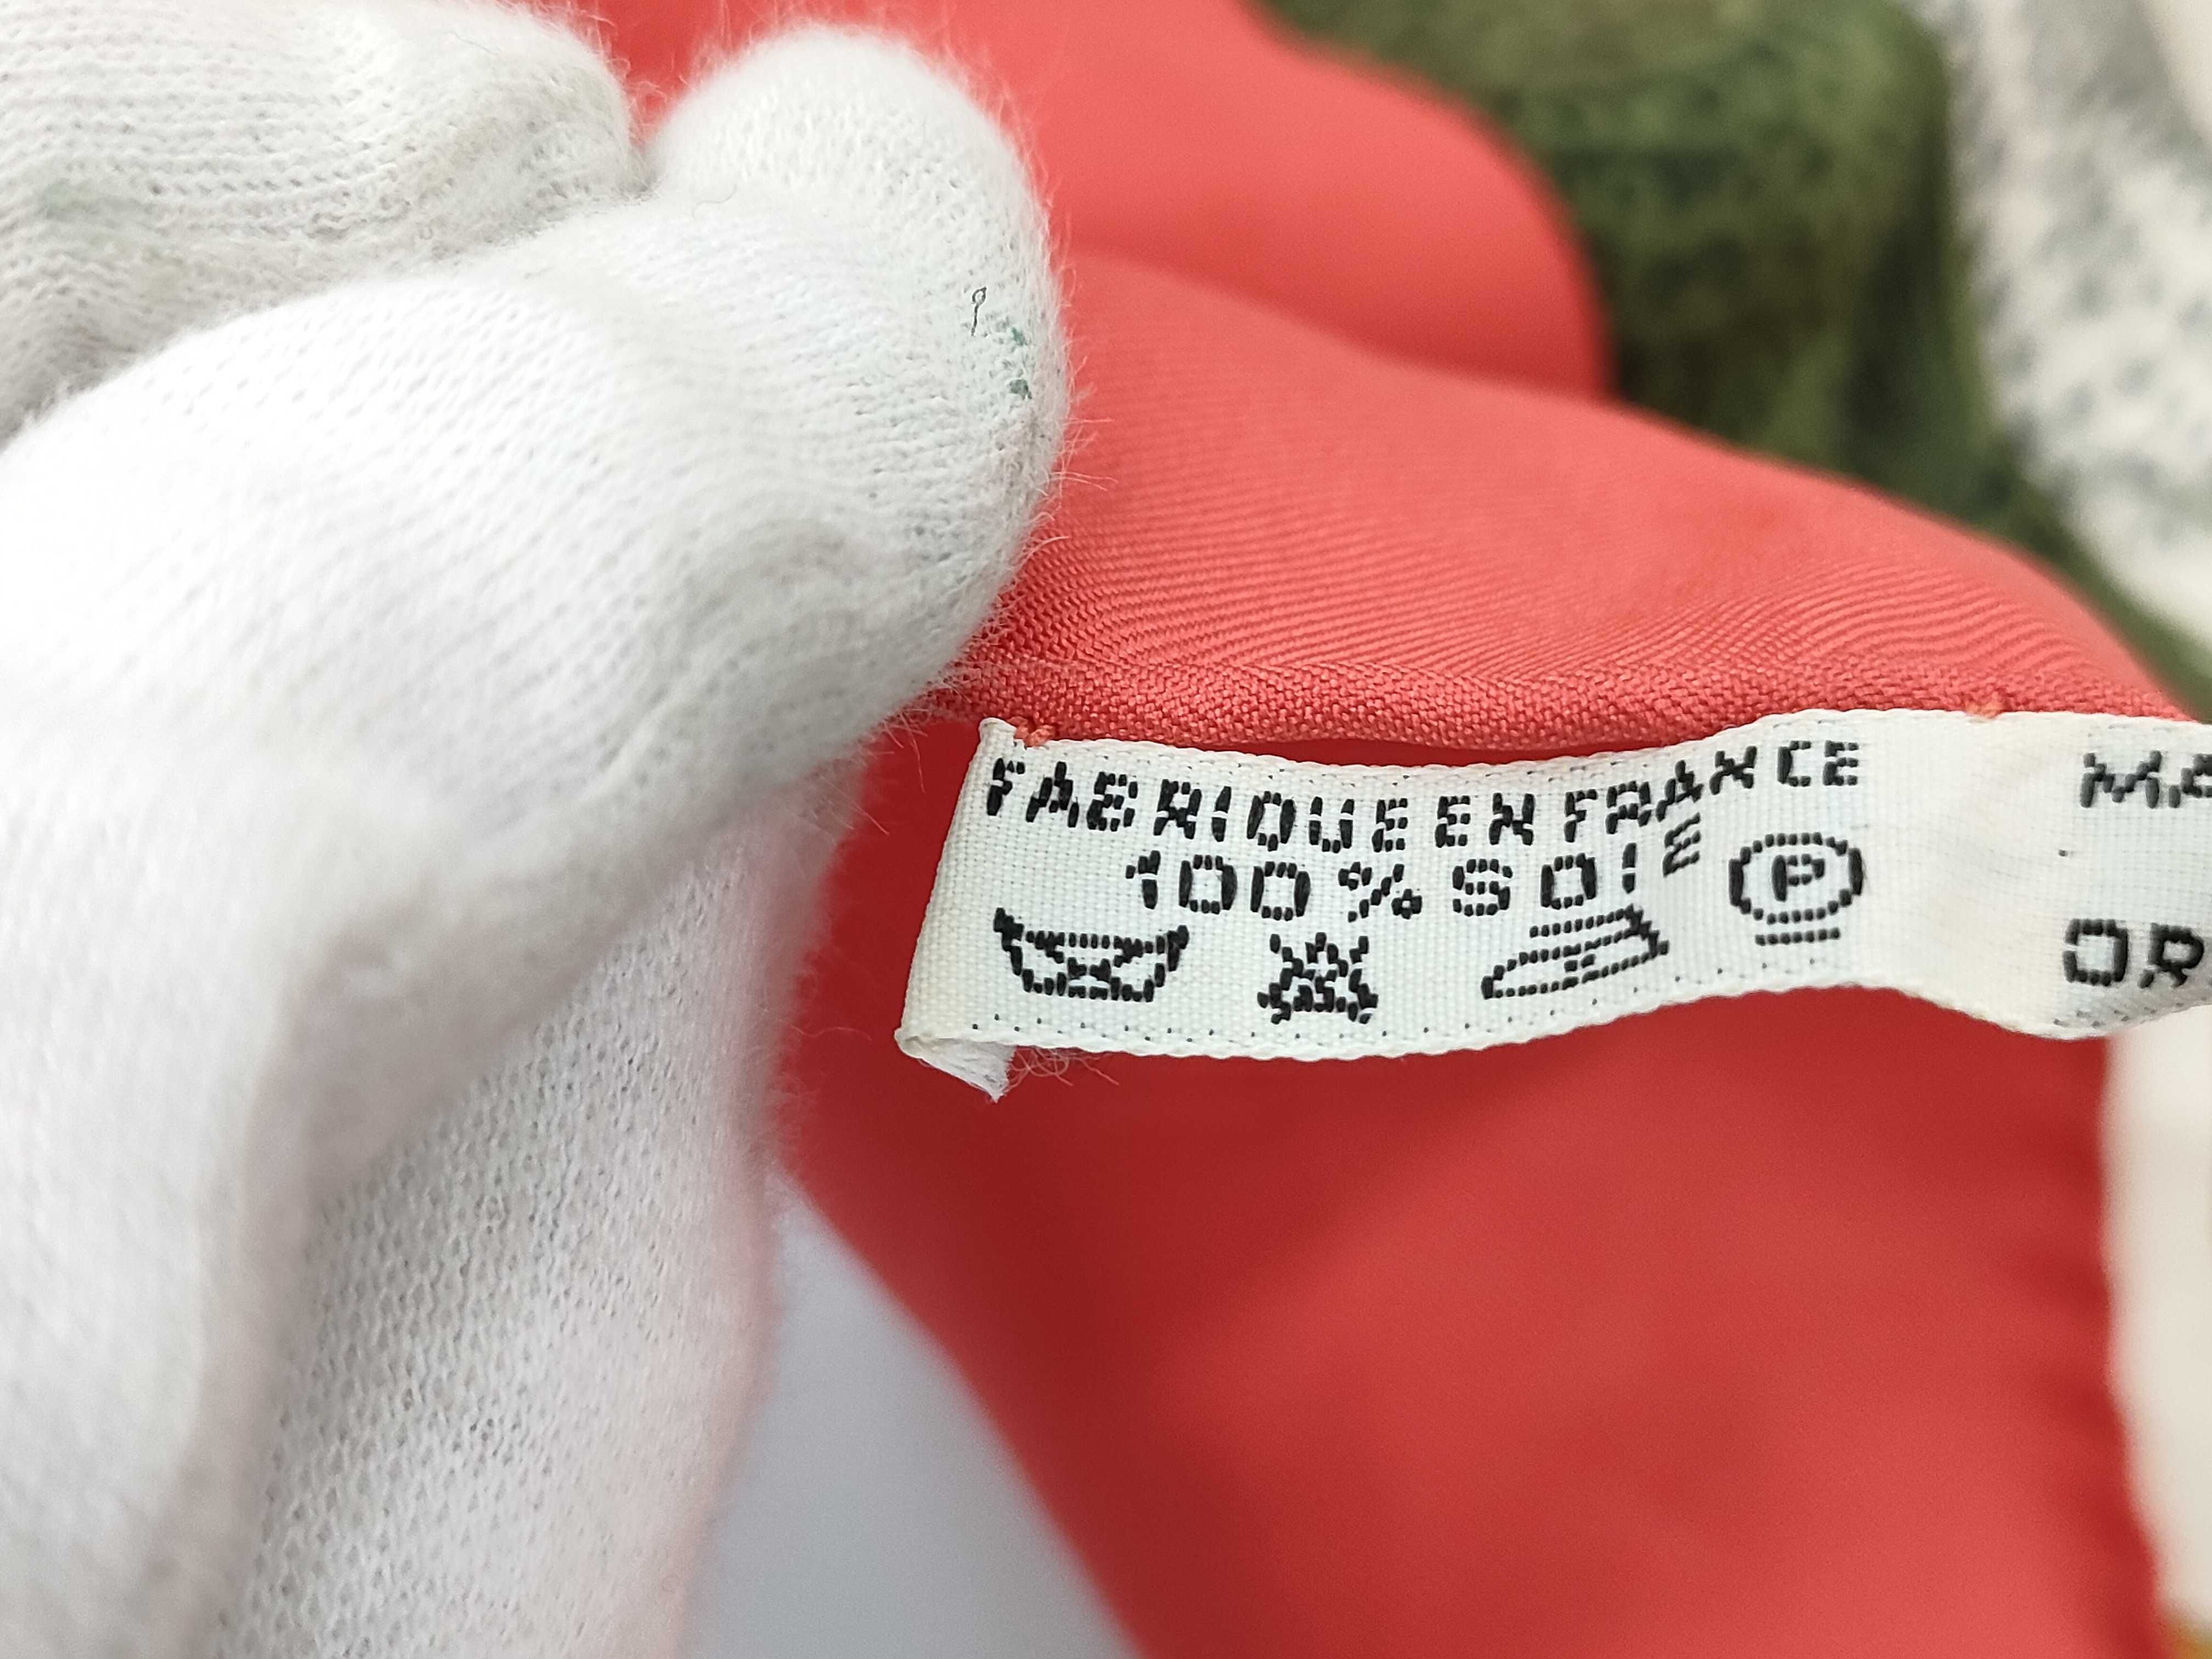 FABRIQUE EN FRANCE
100% SOIE
P